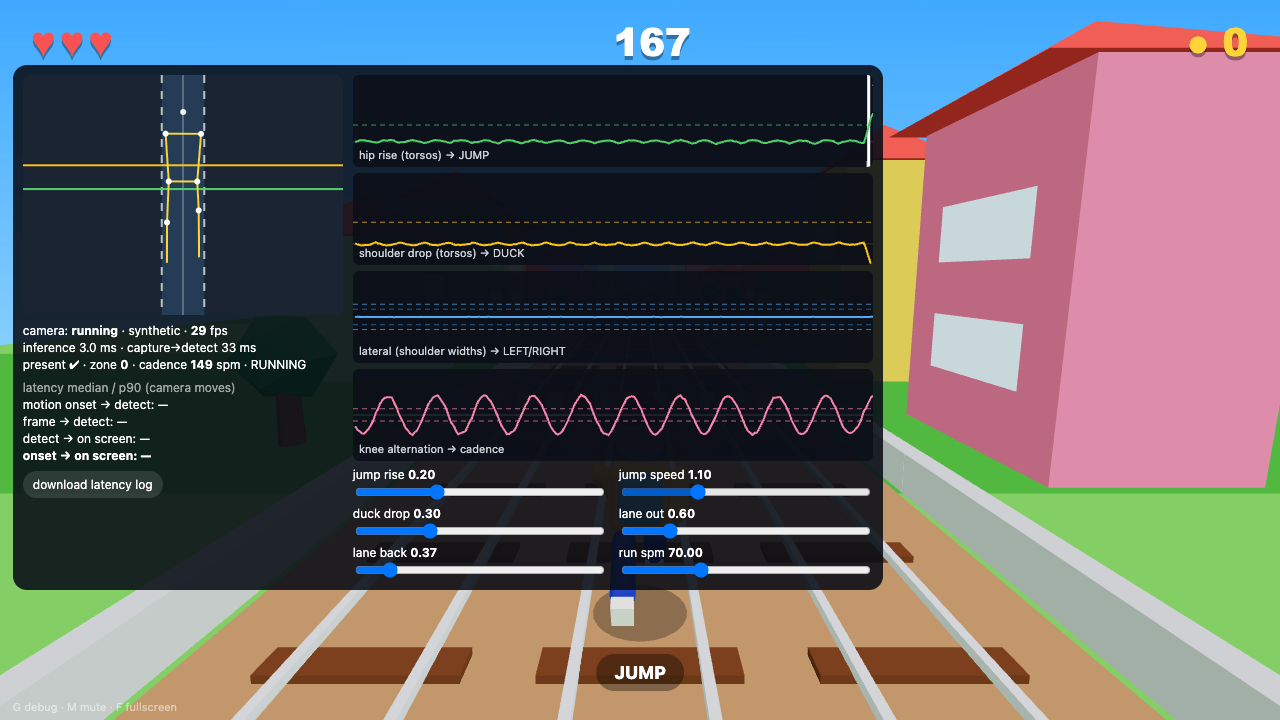 167
0
hip rise (torsos) → JUMP
shoulder drop (torsos) → DUCK
lateral (shoulder widths) → LEFT/RIGHT
knee alternation → cadence
camera: running · synthetic · 29 fps
inference 3.0 ms · capture→detect 33 ms
present ✔ · zone 0 · cadence 149 spm · RUNNING
latency median / p90 (camera moves)
motion onset → detect: —
frame → detect: —
detect → on screen: —
onset → on screen: —
download latency log
jump rise 0.20
jump speed 1.10
duck drop 0.30
lane out 0.60
lane back 0.37
run spm 70.00
JUMP
G debug · M mute · F fullscreen